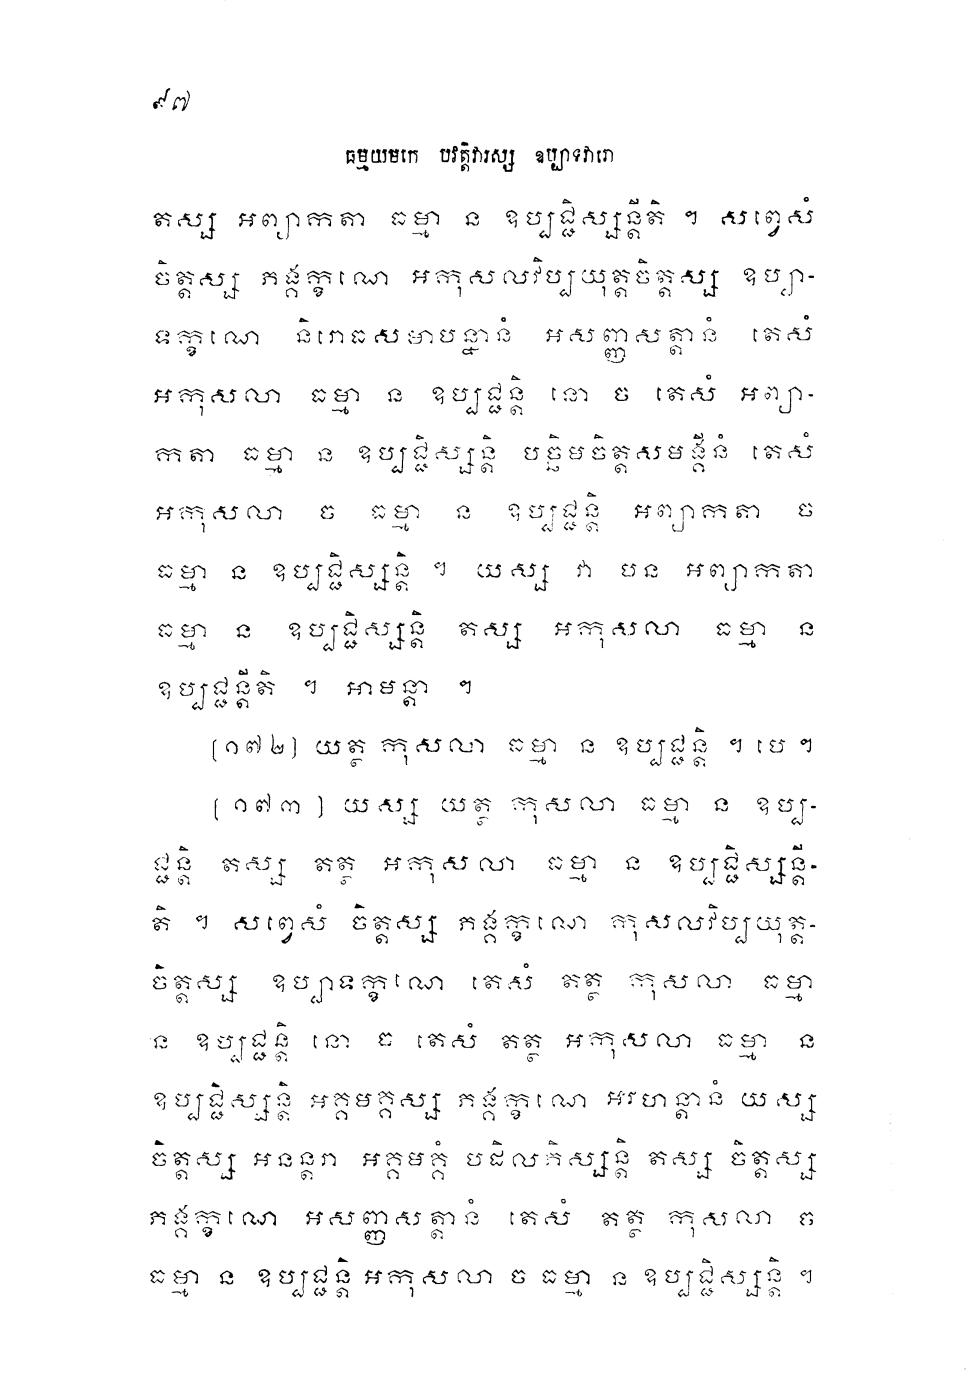 ៩៧
ធម្មយមកេ បវត្តិវារស្ស ឧប្បាទវារោ
តស្ស អព្យាកតា ធម្មា ន ឧប្បជ្ជិស្សន្តីតិ ។ សព្វេសំ
ចិត្តស្ស ភង្គក្ខណេ អកុសលវិប្បយុត្តចិត្តស្ស ឧប្បា-
ទក្ខណេ និរោធសមាបន្នានំ អសញ្ញសត្តានំ តេសំ
អកុសលា ធម្មា ន ឧប្បជ្ជន្តិ នោ ច តេសំ អព្យា-
កតា ធម្មា ន ឧប្បជ្ជិស្សន្តិ បច្ឆិមចិត្តសមង្គីនំ តេសំ
អកុសលា ច ធម្មា ន ឧប្បជ្ជន្តិ អព្យាកតា ច
ធម្មា ន ឧប្បជ្ជិស្សន្តិ ។ យស្ស វា បន អព្យាកតា
ធម្មា ន ឧប្បជ្ជិស្សន្តិ តស្ស អកុសលា ធម្មា ន
ឧប្បជ្ជន្តីតិ ។ អាមន្តា ។
[១៧២] យត្ថ កុសលា ធម្មា ន ឧប្បជ្ជន្តិ ។ បេ ។
[១៧៣] យស្ស យត្ថ កុសលា ធម្មា ន ឧប្ប-
ជ្ជន្តិ តស្ស តត្ថ អកុសលា ធម្មា ន ឧប្បជ្ជិស្សន្តី-
តិ ។ សព្វេសំ ចិត្តស្ស ភង្គក្ខណេ កុសលវិប្បយុត្ត-
ចិត្តស្ស ឧប្បាទក្ខណេ តេសំ តត្ថ កុសលា ធម្មា
ន ឧប្បជ្ជន្តិ នោ ច តេសំ តត្ថ អកុសលា ធម្មា ន
ឧប្បជ្ជិស្សន្តិ អគ្គមគ្គស្ស ភង្គក្ខណេ អរហន្តានំ យស្ស
ចិត្តស្ស អនន្តរា អគ្គមគ្គំ បដិលភិស្សន្តិ តស្ស ចិត្តស្ស
ភង្គក្ខណេ អសញ្ញសត្តានំ តេសំ តត្ថ កុសលា ច
ធម្មា ន ឧប្បជ្ជន្តិ អកុសលា ច ធម្មា ន ឧប្បជ្ជិស្សន្តិ ។